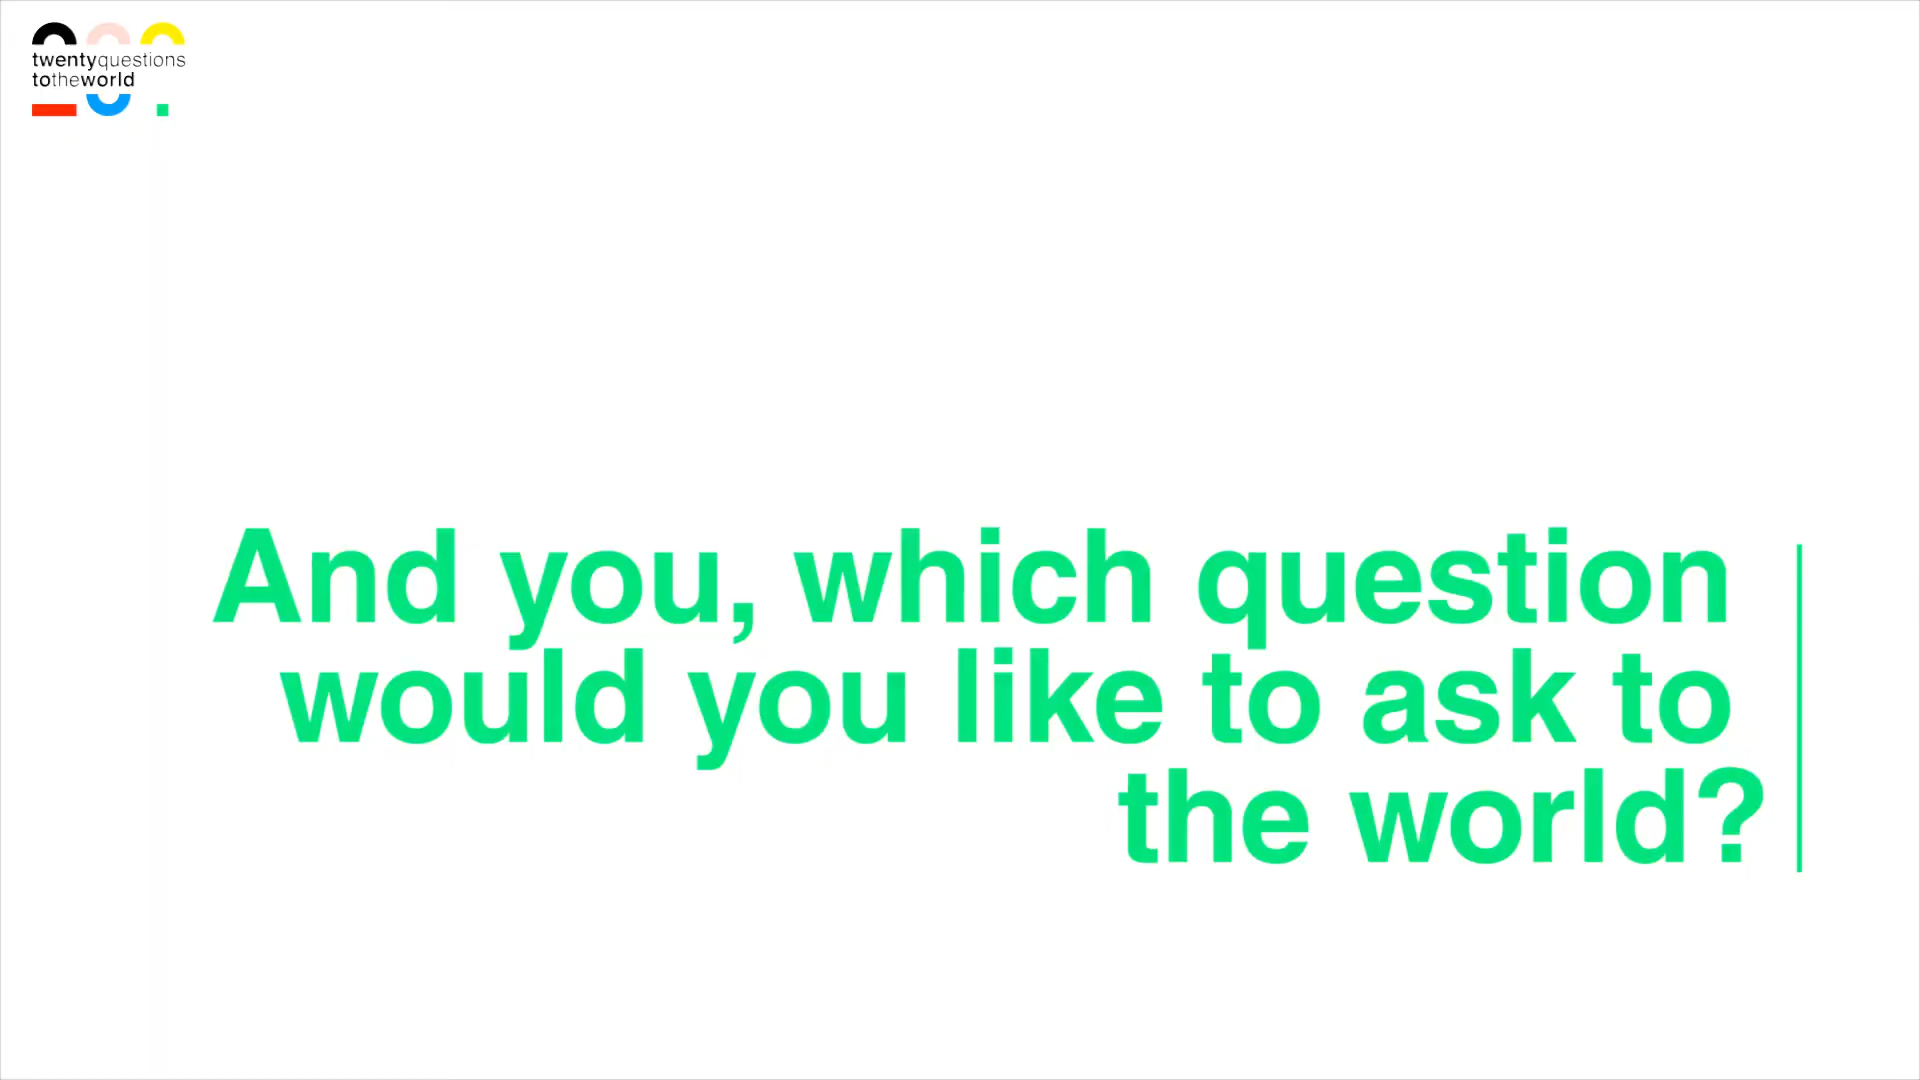 twentyquestions
totheworld
And you, which question
would you like to ask to
the world?